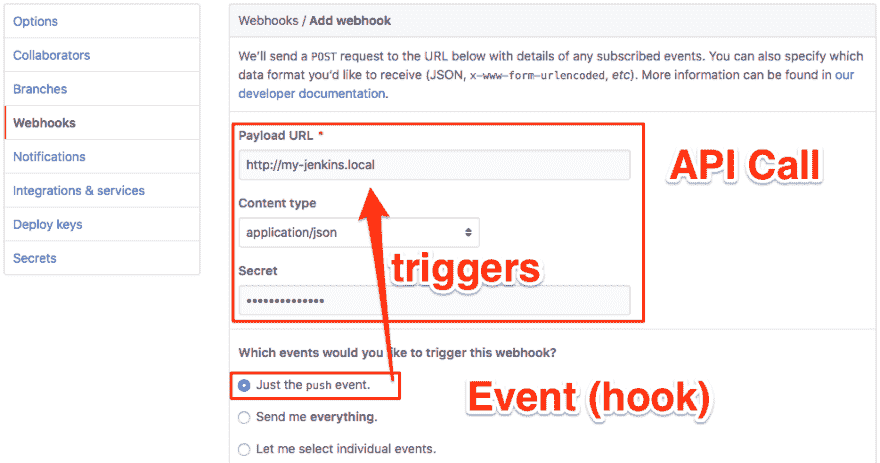 Options
Collaborators
Branches
Webhooks
Notifications
Integrations & services
Deploy keys
Secrets
Webhooks / Add webhook
We'll send a POST request to the URL below with details of any subscribed events. You can also specify which
data format you'd like to receive (JSON, x-www-form-urlencoded, etc). More information can be found in our
developer documentation.
Payload URL *
http://my-jenkins.local
API Call
Content type
application/json
triggers
Secret
••••••••••••••
Which events would you like to trigger this webhook?
Just the push event.
Event (hook)
Send me everything.
Let me select individual events.